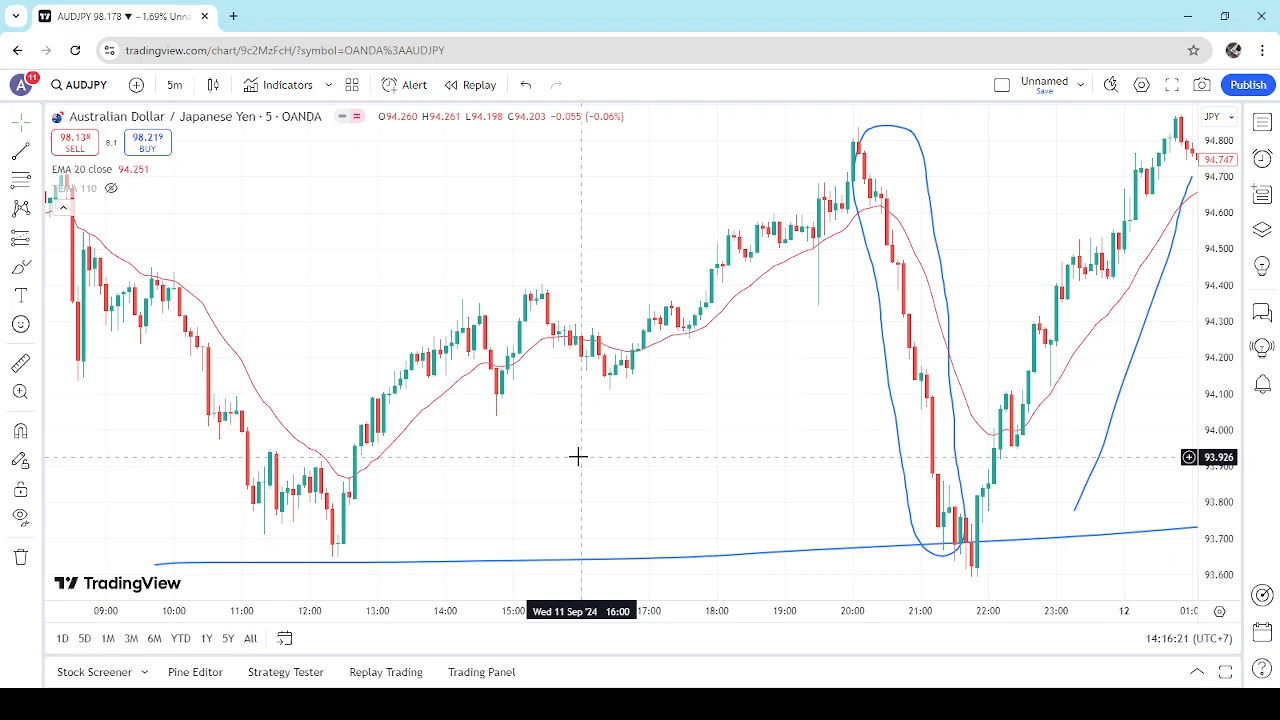 AUDJPY 98.178 ▼ −1.69% Unna
tradingview.com/chart/9c2MzFcH/?symbol=OANDA%3AAUDJPY
A 11 AUDJPY 5m Indicators Alert Replay Unnamed Save Publish
Australian Dollar / Japanese Yen · 5 · OANDA O94.260 H94.261 L94.198 C94.203 −0.055 (−0.06%) JPY
98.138 SELL 8.1 98.219 BUY
EMA 20 close 94.251
TEMA 110
94.800
94.747
94.700
94.600
94.500
94.400
94.300
94.200
94.100
94.000
93.926
93.900
93.800
93.700
93.600
TradingView
09:00 10:00 11:00 12:00 13:00 14:00 15:00 Wed 11 Sep '24 16:00 17:00 18:00 19:00 20:00 21:00 22:00 23:00 12 01:0
1D 5D 1M 3M 6M YTD 1Y 5Y All 14:16:21 (UTC+7)
Stock Screener Pine Editor Strategy Tester Replay Trading Trading Panel